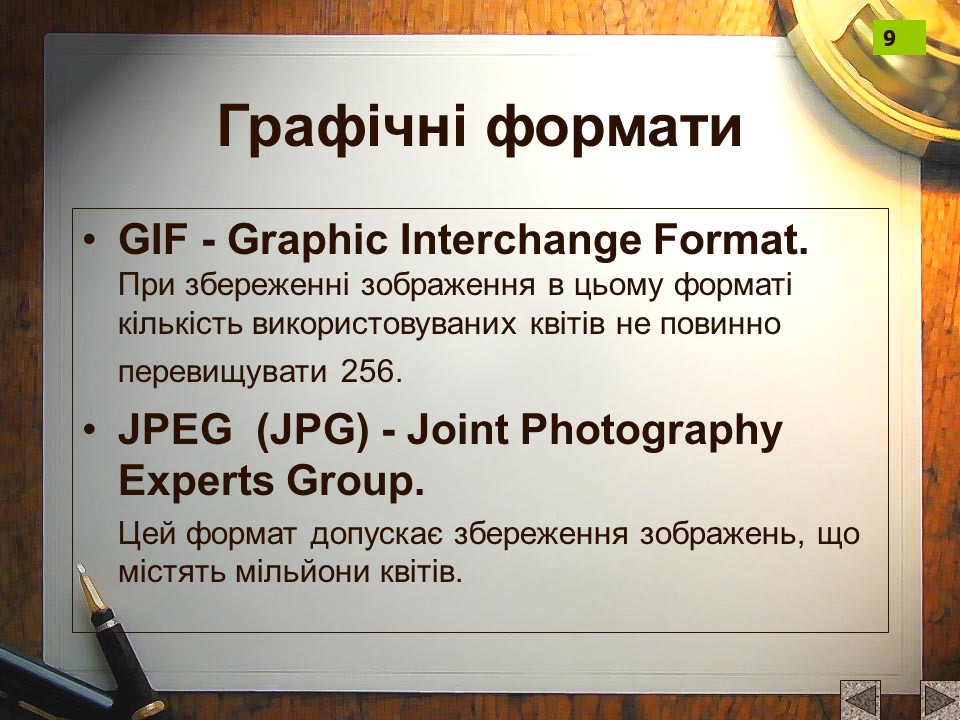 9
Графічні формати
• GIF - Graphic Interchange Format.
При збереженні зображення в цьому форматі
кількість використовуваних квітів не повинно
перевищувати 256.
• JPEG (JPG) - Joint Photography
Experts Group.
Цей формат допускає збереження зображень, що
містять мільйони квітів.